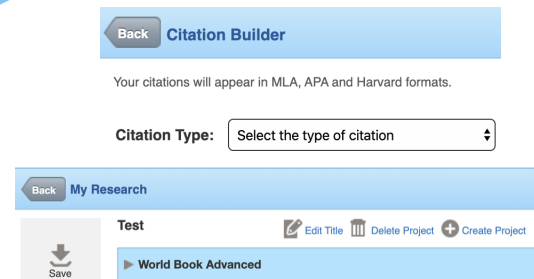 Back Citation Builder
Your citations will appear in MLA, APA and Harvard formats.
Citation Type: Select the type of citation
Back My Research
Test Edit Title Delete Project Create Project
Save
World Book Advanced